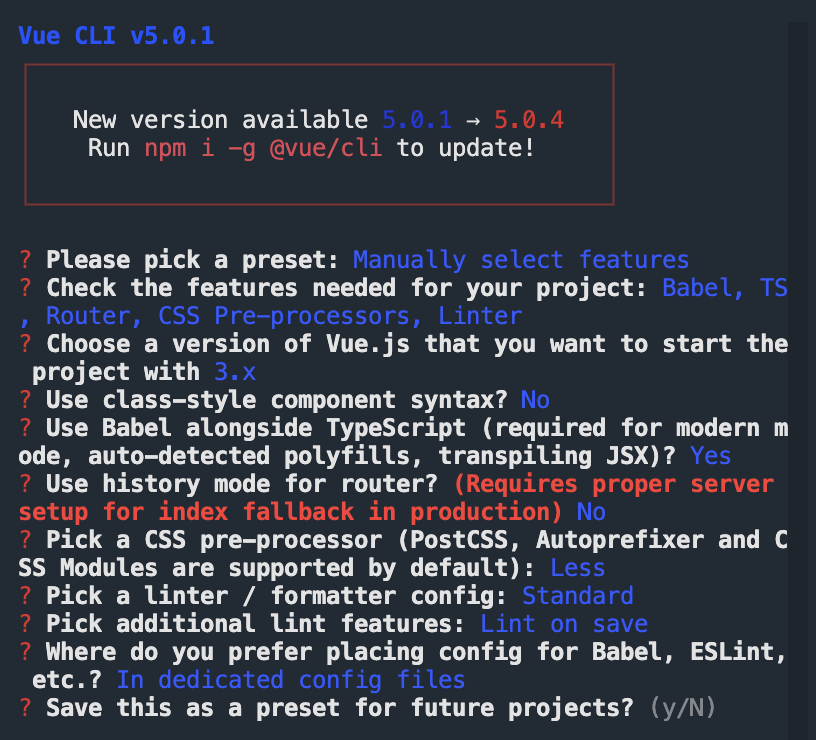 Vue CLI v5.0.1
New version available 5.0.1 → 5.0.4
Run npm i -g @vue/cli to update!
? Please pick a preset: Manually select features
? Check the features needed for your project: Babel, TS
, Router, CSS Pre-processors, Linter
? Choose a version of Vue.js that you want to start the
project with 3.x
? Use class-style component syntax? No
? Use Babel alongside TypeScript (required for modern m
ode, auto-detected polyfills, transpiling JSX)? Yes
? Use history mode for router? (Requires proper server
setup for index fallback in production) No
? Pick a CSS pre-processor (PostCSS, Autoprefixer and C
SS Modules are supported by default): Less
? Pick a linter / formatter config: Standard
? Pick additional lint features: Lint on save
? Where do you prefer placing config for Babel, ESLint,
etc.? In dedicated config files
? Save this as a preset for future projects? (y/N)